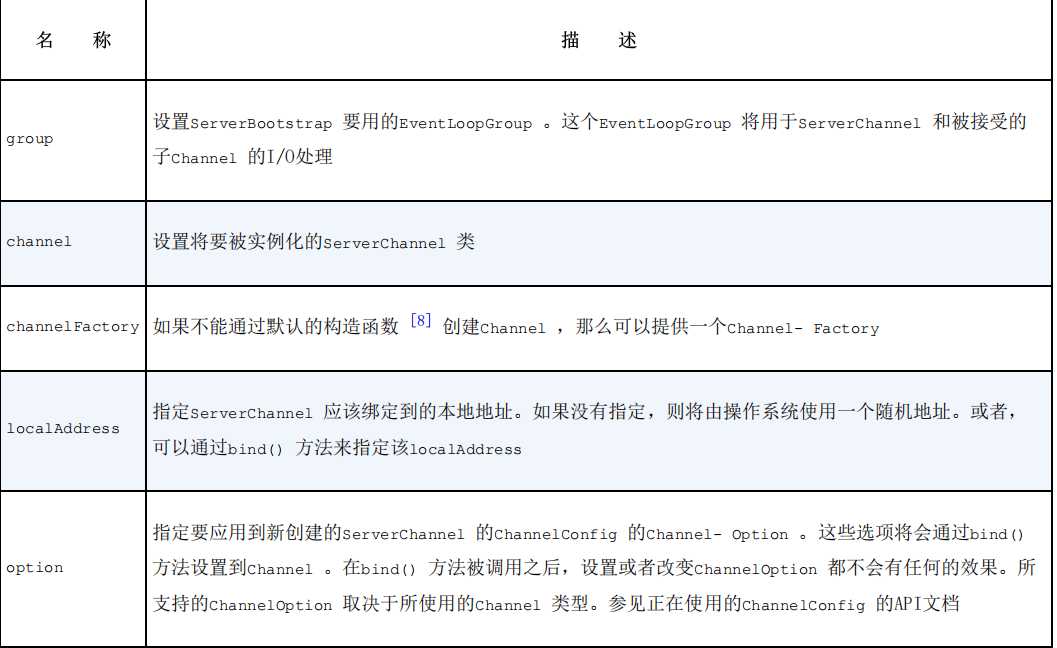 名 称 描 述
设置ServerBootstrap 要用的EventLoopGroup 。这个EventLoopGroup 将用于ServerChannel 和被接受的
group
子Channel 的I/O处理
channel 设置将要被实例化的ServerChannel 类
channelFactory 如果不能通过默认的构造函数 [8] 创建Channel ，那么可以提供一个Channel- Factory
指定ServerChannel 应该绑定到的本地地址。如果没有指定，则将由操作系统使用一个随机地址。或者，
localAddress
可以通过bind() 方法来指定该localAddress
指定要应用到新创建的ServerChannel 的ChannelConfig 的Channel- Option 。这些选项将会通过bind()
option 方法设置到Channel 。在bind() 方法被调用之后，设置或者改变ChannelOption 都不会有任何的效果。所
支持的ChannelOption 取决于所使用的Channel 类型。参见正在使用的ChannelConfig 的API文档